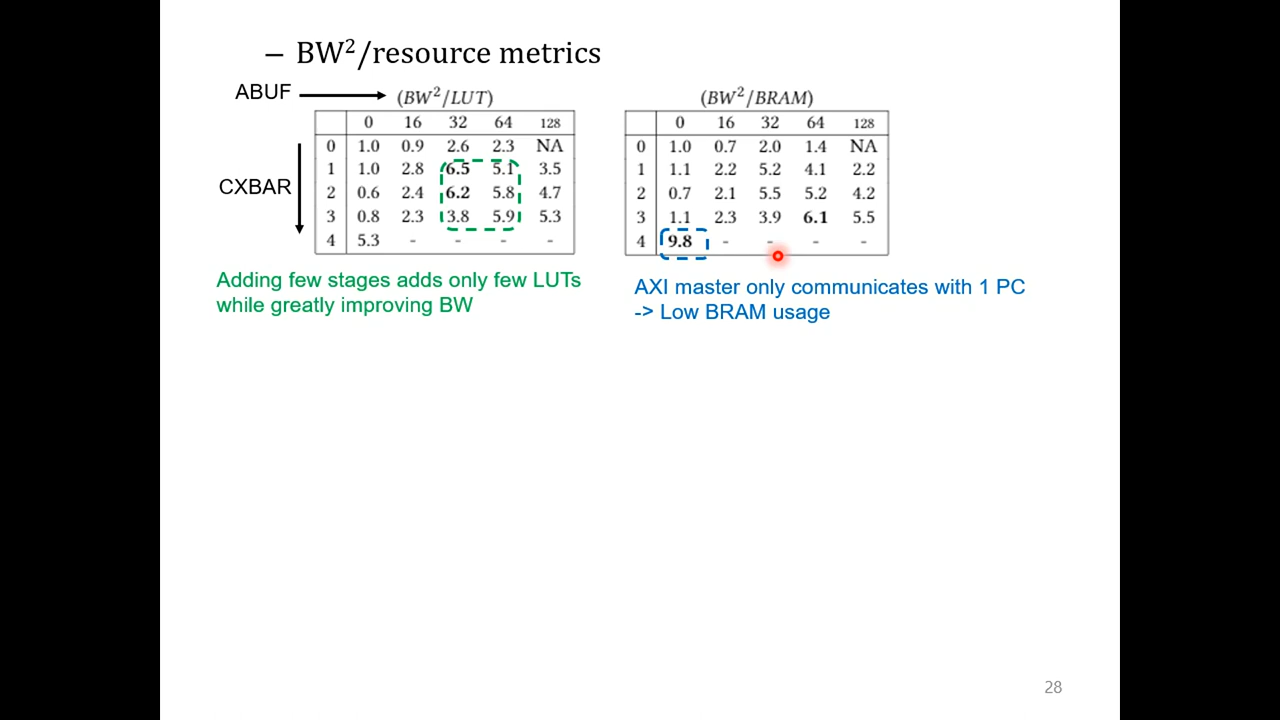 – BW²/resource metrics
ABUF
(BW²/LUT)
0 16 32 64 128
0 1.0 0.9 2.6 2.3 NA
1 1.0 2.8 6.5 5.1 3.5
2 0.6 2.4 6.2 5.8 4.7
3 0.8 2.3 3.8 5.9 5.3
4 5.3 - - - -
CXBAR
(BW²/BRAM)
0 16 32 64 128
0 1.0 0.7 2.0 1.4 NA
1 1.1 2.2 5.2 4.1 2.2
2 0.7 2.1 5.5 5.2 4.2
3 1.1 2.3 3.9 6.1 5.5
4 9.8 - - - -
Adding few stages adds only few LUTs
while greatly improving BW
AXI master only communicates with 1 PC
-> Low BRAM usage
28